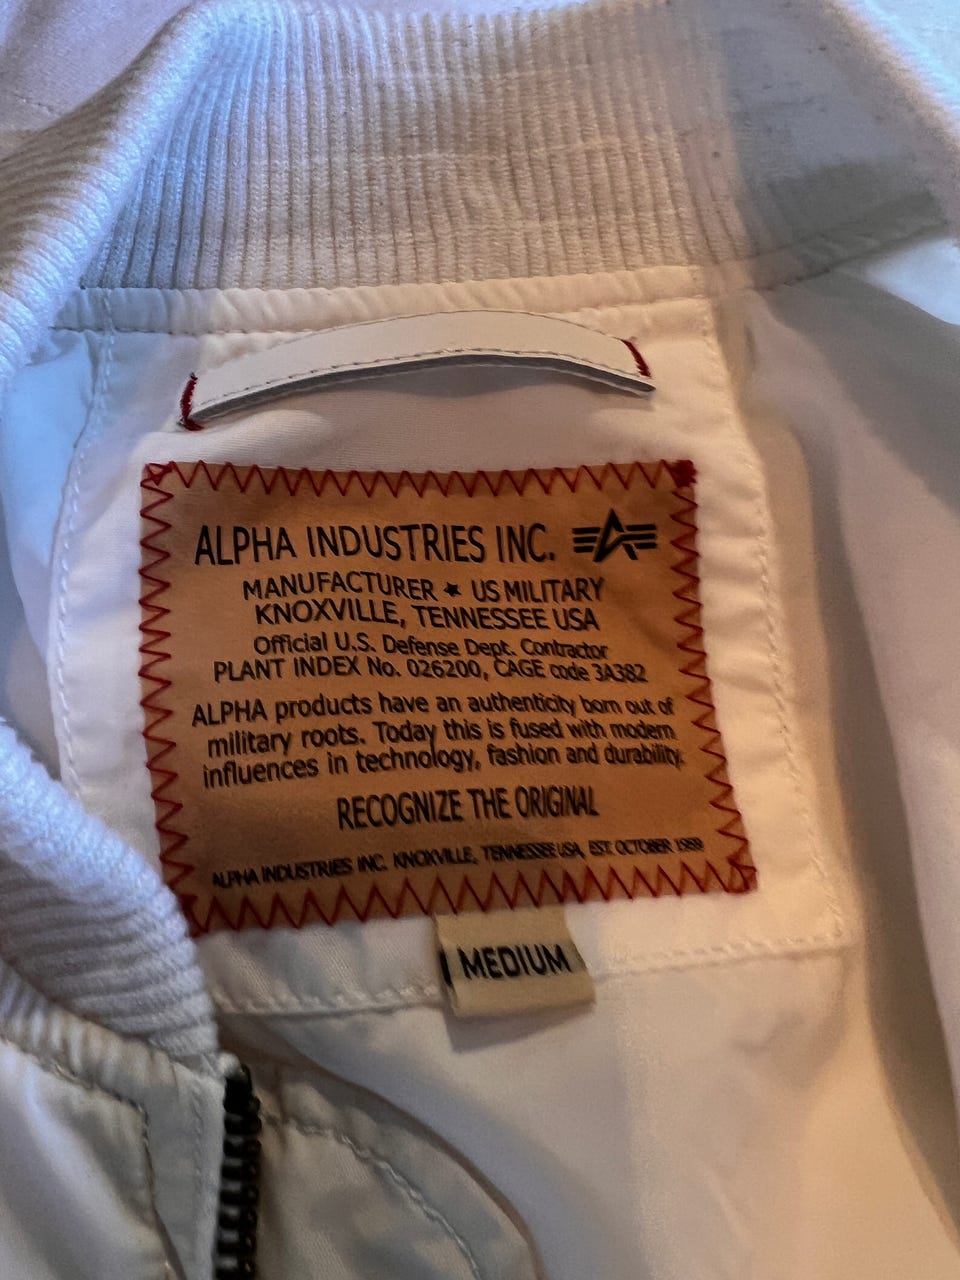 ALPHA INDUSTRIES INC.
MANUFACTURER ★ US MILITARY
KNOXVILLE, TENNESSEE USA
Official U.S. Defense Dept. Contractor
PLANT INDEX No. 026200, CAGE code 3A382
ALPHA products have an authenticity born out of
military roots. Today this is fused with modern
influences in technology, fashion and durability.
RECOGNIZE THE ORIGINAL
ALPHA INDUSTRIES INC. KNOXVILLE, TENNESSEE USA, EST. OCTOBER 1959
MEDIUM